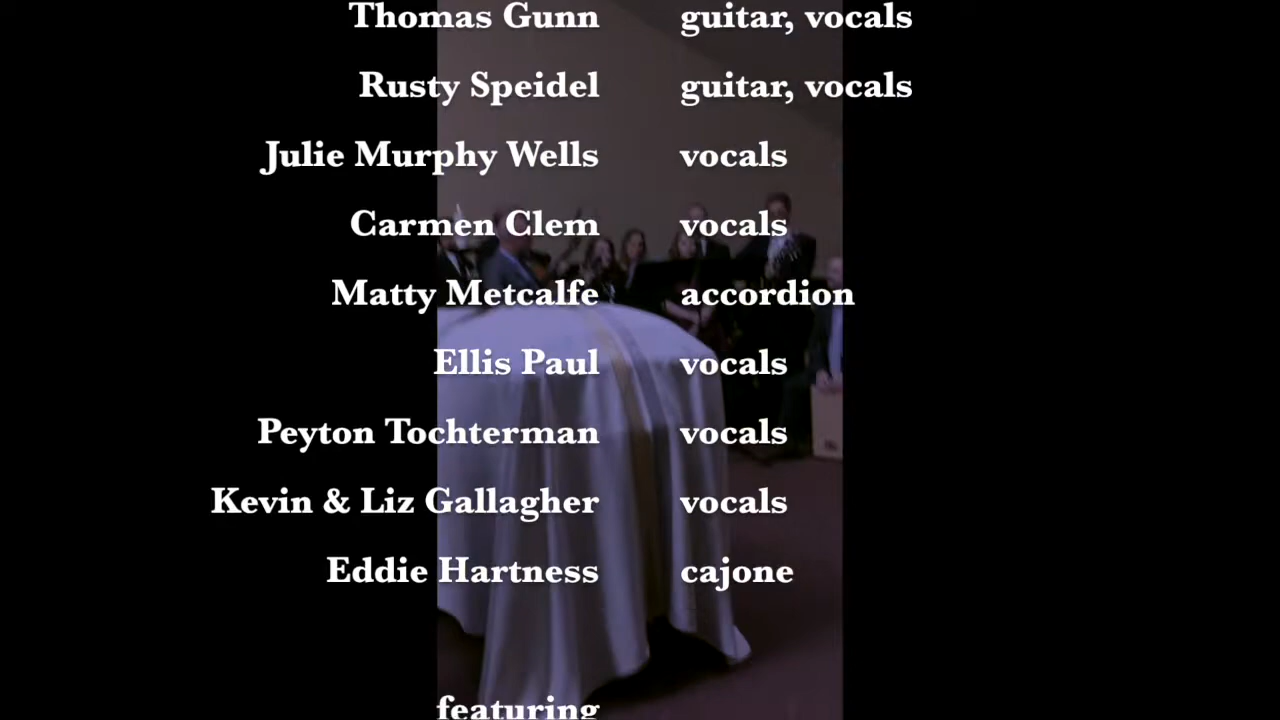 Thomas Gunn guitar, vocals
Rusty Speidel guitar, vocals
Julie Murphy Wells vocals
Carmen Clem vocals
Matty Metcalfe accordion
Ellis Paul vocals
Peyton Tochterman vocals
Kevin & Liz Gallagher vocals
Eddie Hartness cajone
featuring